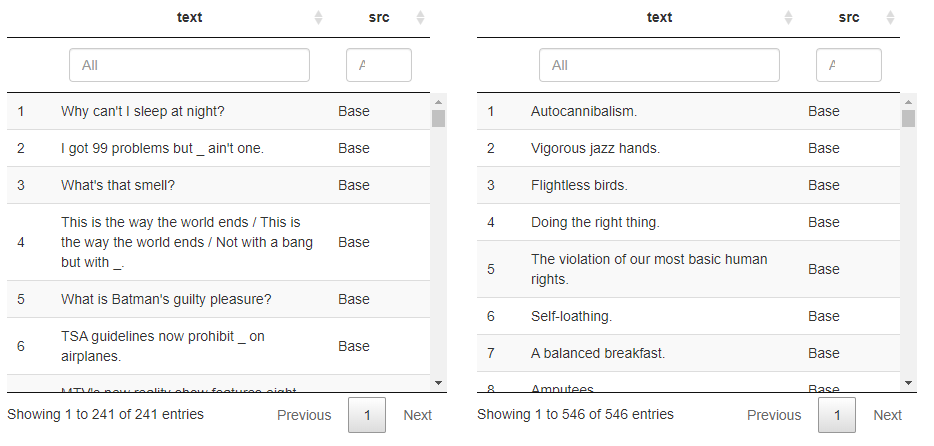 text src
All A
1 Why can't I sleep at night? Base
2 I got 99 problems but _ ain't one. Base
3 What's that smell? Base
This is the way the world ends / This is
4 the way the world ends / Not with a bang Base
but with _.
5 What is Batman's guilty pleasure? Base
TSA guidelines now prohibit _ on
6 airplanes. Base
MTV's new reality show features eight
Showing 1 to 241 of 241 entries Previous 1 Next
text src
All A
1 Autocannibalism. Base
2 Vigorous jazz hands. Base
3 Flightless birds. Base
4 Doing the right thing. Base
The violation of our most basic human
5 rights. Base
6 Self-loathing. Base
7 A balanced breakfast. Base
8 Amputees. Base
Showing 1 to 546 of 546 entries Previous 1 Next